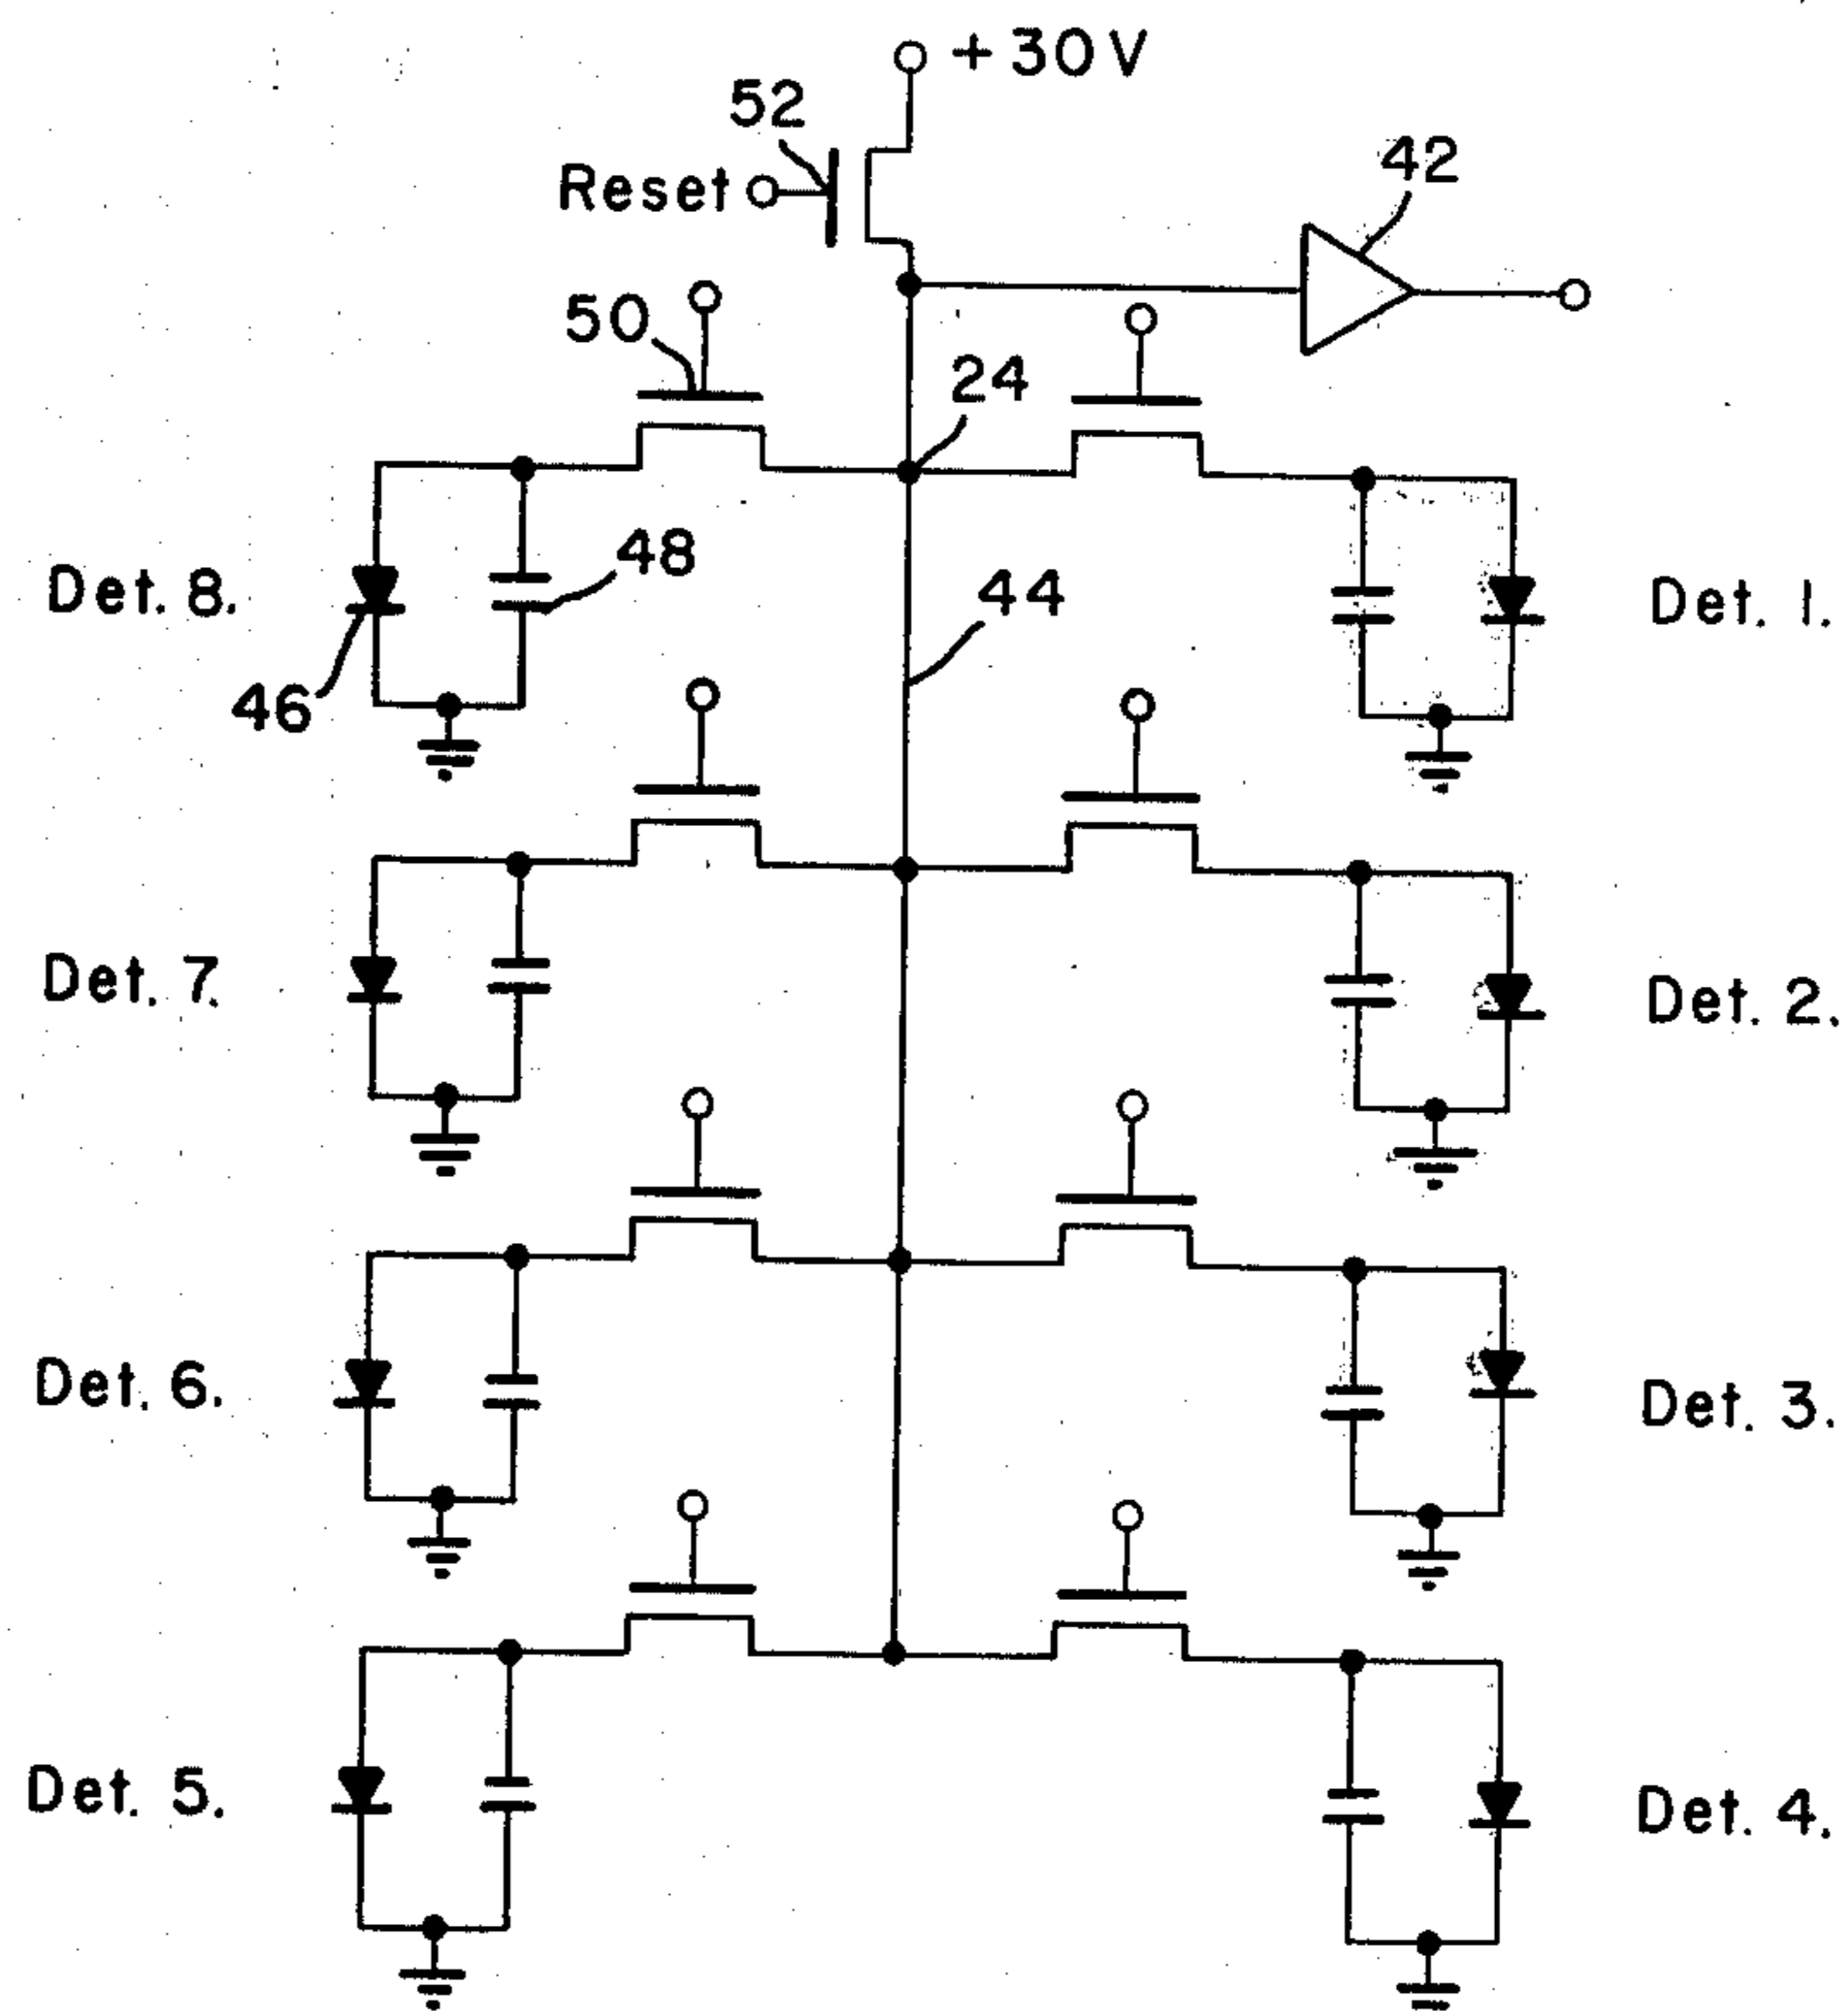 +30V
52
Reset
42
50
24
48
44
Det. 8.
Det. 1.
46
Det. 7.
Det. 2.
Det. 6.
Det. 3.
Det. 5.
Det. 4.